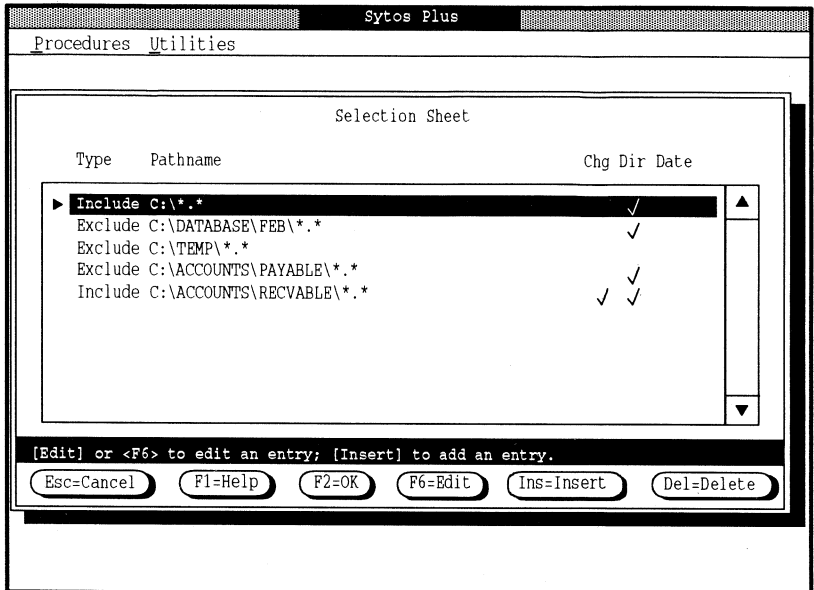 Sytos Plus
Procedures Utilities
Selection Sheet
Type Pathname Chg Dir Date
Include C:\*.* ✓
Exclude C:\DATABASE\FEB\*.* ✓
Exclude C:\TEMP\*.*
Exclude C:\ACCOUNTS\PAYABLE\*.* ✓
Include C:\ACCOUNTS\RECVABLE\*.* ✓ ✓
[Edit] or <F6> to edit an entry; [Insert] to add an entry.
Esc=Cancel F1=Help F2=OK F6=Edit Ins=Insert Del=Delete